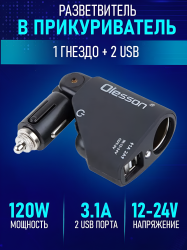 РАЗВЕТВИТЕЛЬ
В ПРИКУРИВАТЕЛЬ
1 ГНЕЗДО + 2 USB
Olesson
120W
3.1A
12-24V
МОЩНОСТЬ
2 USB ПОРТА
НАПРЯЖЕНИЕ